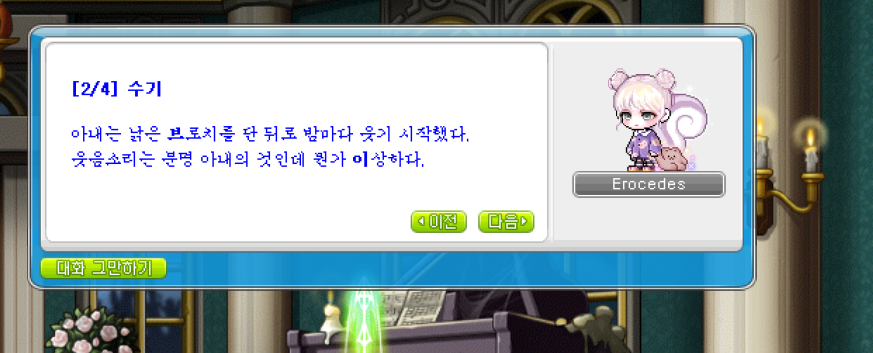 [2/4] 수기
아내는 낡은 브로치를 단 뒤로 밤마다 웃기 시작했다.
웃음소리는 분명 아내의 것인데 뭔가 이상하다.
Erocedes
이전 다음
대화 그만하기